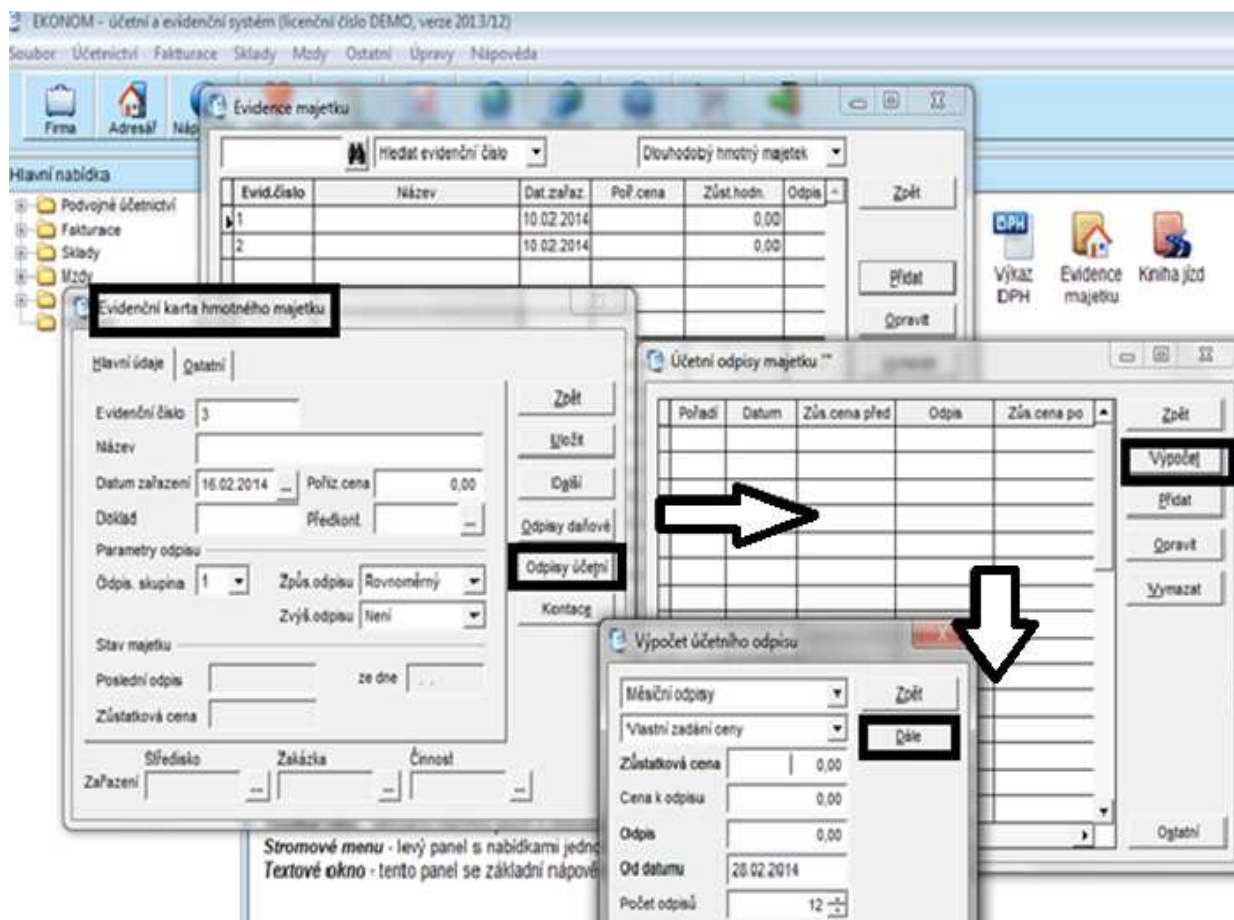 EKONOM - účetní a evidenční systém (licenční číslo DEMO, verze 2013/12)
Soubor Účetnictví Fakturace Sklady Mzdy Ostatní Úpravy Nápověda
Firma Adresář Náp
Evidence majetku
Hledat evidenční číslo Dlouhodobý hmotný majetek
Evid.číslo Název Dat.zařaz. Poř.cena Zůst.hodn. Odpis
1 10.02.2014 0,00
2 10.02.2014 0,00
Zpět
Přidat
Opravit
Hlavní nabídka
Podvojné účetnictví
Fakturace
Sklady
Mzdy
Výkaz DPH
Evidence majetku
Kniha jízd
Evidenční karta hmotného majetku
Hlavní údaje Ostatní
Evidenční číslo 3
Název
Datum zařazení 16.02.2014 ... Poříz.cena 0,00
Doklad Předkont. ...
Parametry odpisu
Odpis. skupina 1 Způs.odpisu Rovnoměrný
Zvýš.odpisu Není
Stav majetku
Poslední odpis ze dne . .
Zůstatková cena
Středisko Zakázka Činnost
Zařazení ... ... ...
Zpět
Uložit
Další
Odpisy daňové
Odpisy účetní
Kontace
Účetní odpisy majetku ""
Pořadí Datum Zůs.cena před Odpis Zůs.cena po
Zpět
Výpočet
Přidat
Opravit
Vymazat
Ostatní
Výpočet účetního odpisu
Měsíční odpisy
Vlastní zadání ceny
Zůstatková cena 0,00
Cena k odpisu 0,00
Odpis 0,00
Od datumu 28.02.2014
Počet odpisů 12
Zpět
Dále
Stromové menu - levý panel s nabídkami jedno
Textové okno - tento panel se základní nápově